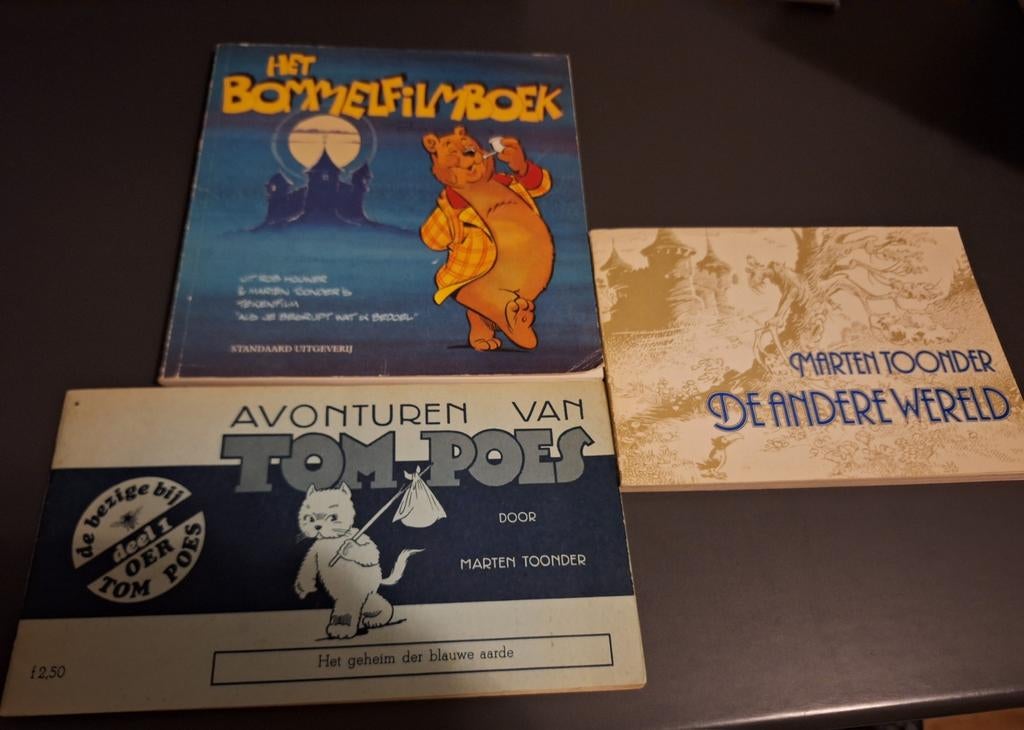 HET
BOMMELFILMBOEK
UIT ROB HOUWER
& MARTEN TOONDER'S
TEKENFILM
"ALS JE BEGRIJPT WAT IK BEDOEL"
STANDAARD UITGEVERIJ
MARTEN TOONDER
DE ANDERE WERELD
AVONTUREN VAN
TOM POES
de bezige bij
deel 1
OER
TOM POES
DOOR
MARTEN TOONDER
Het geheim der blauwe aarde
f 2,50